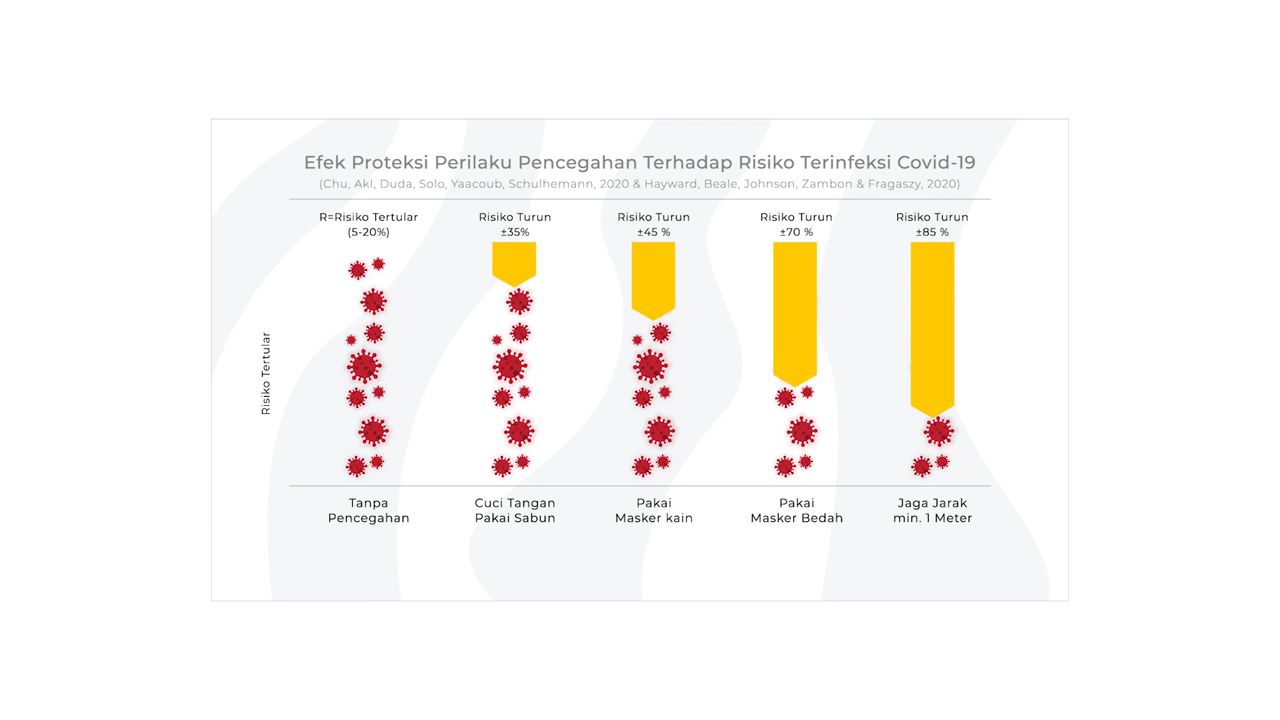 Efek Proteksi Perilaku Pencegahan Terhadap Risiko Terinfeksi Covid-19
(Chu, Akl, Duda, Solo, Yaacoub, Schulhemann, 2020 & Hayward, Beale, Johnson, Zambon & Fragaszy, 2020)
R=Risiko Tertular
(5-20%)
Risiko Turun
±35%
Risiko Turun
±45 %
Risiko Turun
±70 %
Risiko Turun
±85 %
Risiko Tertular
Tanpa
Pencegahan
Cuci Tangan
Pakai Sabun
Pakai
Masker kain
Pakai
Masker Bedah
Jaga Jarak
min. 1 Meter